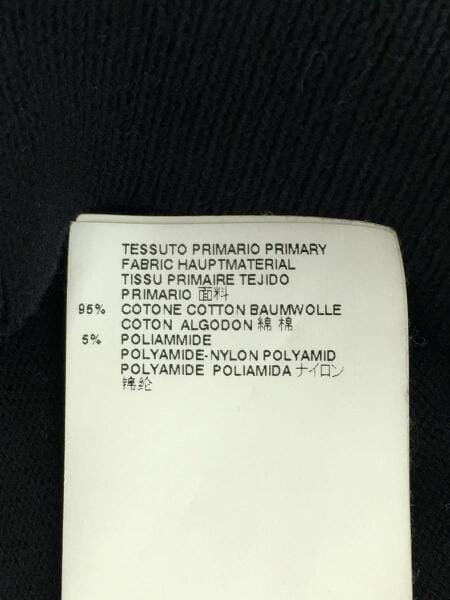 TESSUTO PRIMARIO PRIMARY
FABRIC HAUPTMATERIAL
TISSU PRIMAIRE TEJIDO
PRIMARIO 面料
95% COTONE COTTON BAUMWOLLE
COTON ALGODON 綿 棉
5% POLIAMMIDE
POLYAMIDE-NYLON POLYAMID
POLYAMIDE POLIAMIDA ナイロン
锦纶